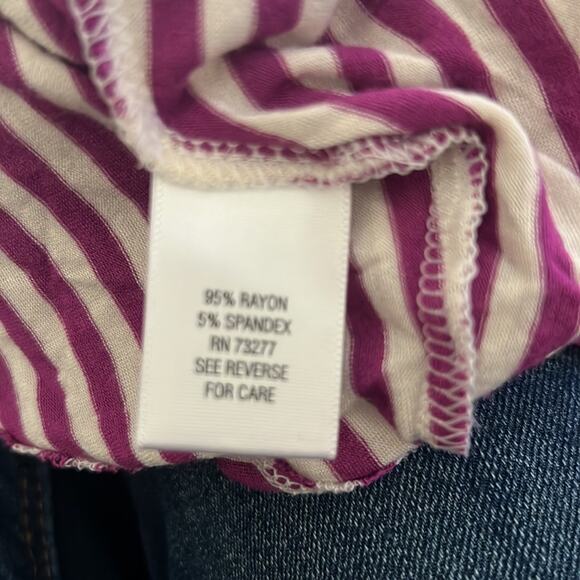 95% RAYON
5% SPANDEX
RN 73277
SEE REVERSE
FOR CARE